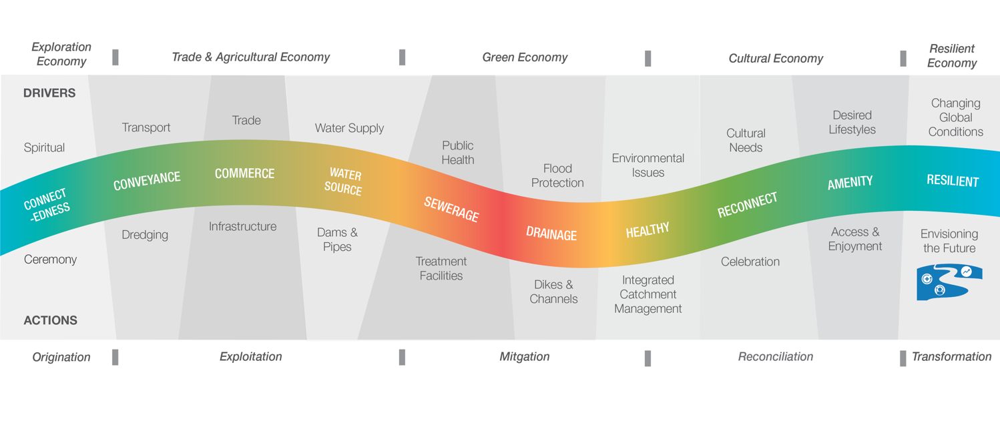 Exploration
Economy
Trade & Agricultural Economy
Green Economy
Cultural Economy
Resilient
Economy
DRIVERS
Spiritual
Transport
Trade
Water Supply
Public
Health
Flood
Protection
Environmental
Issues
Cultural
Needs
Desired
Lifestyles
Changing
Global
Conditions
CONNECT
-EDNESS
CONVEYANCE
COMMERCE
WATER
SOURCE
SEWERAGE
DRAINAGE
HEALTHY
RECONNECT
AMENITY
RESILIENT
Ceremony
Dredging
Infrastructure
Dams &
Pipes
Treatment
Facilities
Dikes &
Channels
Integrated
Catchment
Management
Celebration
Access &
Enjoyment
Envisioning
the Future
ACTIONS
Origination
Exploitation
Mitgation
Reconciliation
Transformation